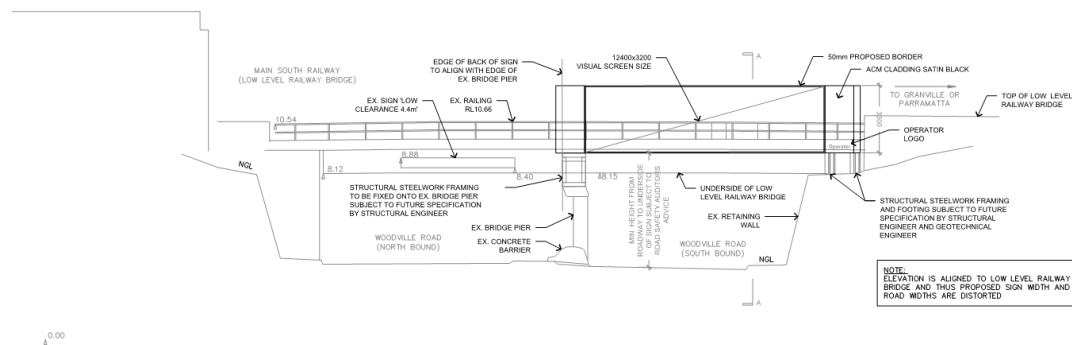 EDGE OF BACK OF SIGN
TO ALIGN WITH EDGE OF
EX. BRIDGE PIER
12400x3200
VISUAL SCREEN SIZE
A
50mm PROPOSED BORDER
ACM CLADDING SATIN BLACK
MAIN SOUTH RAILWAY
(LOW LEVEL RAILWAY BRIDGE)
TO GRANVILLE OR
PARRAMATTA
TOP OF LOW LEVEL
RAILWAY BRIDGE
EX. SIGN 'LOW
CLEARANCE 4.4m'
EX. RAILING
RL10.66
10.54
OPERATOR
LOGO
Operator
NGL
8.88
8.12
8.40
8.15
STRUCTURAL STEELWORK FRAMING
TO BE FIXED ONTO EX. BRIDGE PIER
SUBJECT TO FUTURE SPECIFICATION
BY STRUCTURAL ENGINEER
MIN. HEIGHT FROM
ROADWAY TO UNDERSIDE
OF SIGN SUBJECT TO
ROAD SAFETY AUDITORS
ADVICE
UNDERSIDE OF LOW
LEVEL RAILWAY BRIDGE
STRUCTURAL STEELWORK FRAMING
AND FOOTING SUBJECT TO FUTURE
SPECIFICATION BY STRUCTURAL
ENGINEER AND GEOTECHNICAL
ENGINEER
EX. RETAINING
WALL
EX. BRIDGE PIER
WOODVILLE ROAD
(NORTH BOUND)
EX. CONCRETE
BARRIER
WOODVILLE ROAD
(SOUTH BOUND)
NGL
NOTE:
ELEVATION IS ALIGNED TO LOW LEVEL RAILWAY
BRIDGE AND THUS PROPOSED SIGN WIDTH AND
ROAD WIDTHS ARE DISTORTED
A
0.00